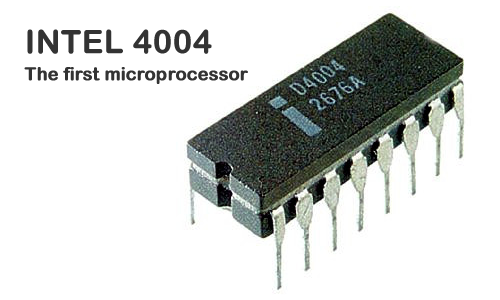 INTEL 4004
The first microprocessor
D4004
2676A